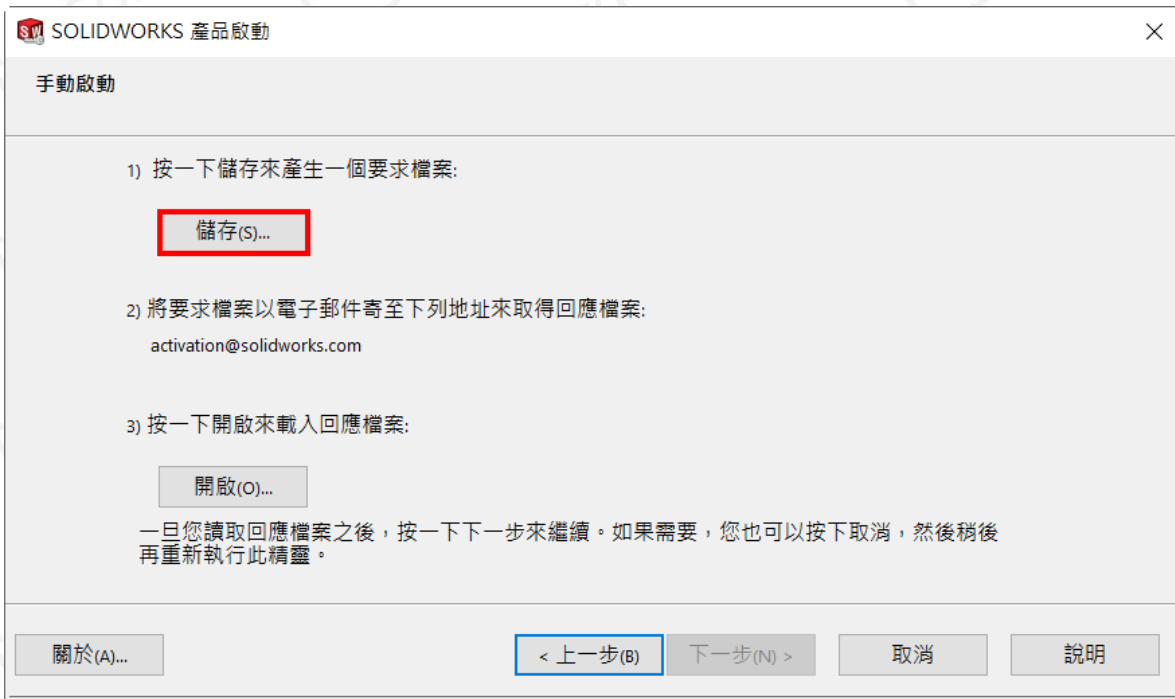 SOLIDWORKS 產品啟動
手動啟動
1) 按一下儲存來產生一個要求檔案:
儲存(S)...
2) 將要求檔案以電子郵件寄至下列地址來取得回應檔案:
activation@solidworks.com
3) 按一下開啟來載入回應檔案:
開啟(O)...
一旦您讀取回應檔案之後，按一下下一步來繼續。如果需要，您也可以按下取消，然後稍後
再重新執行此精靈。
關於(A)...
< 上一步(B)
下一步(N) >
取消
說明